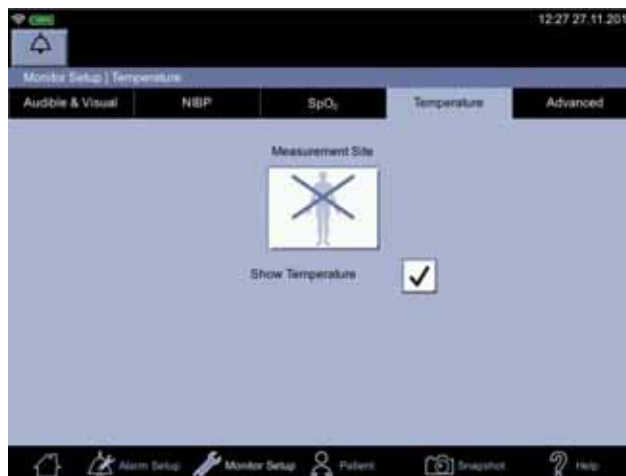 12:27 27.11.201
Monitor Setup | Temperature
Audible & Visual NIBP SpO₂ Temperature Advanced
Measurement Site
Show Temperature
Alarm Setup Monitor Setup Patient Snapshot Help